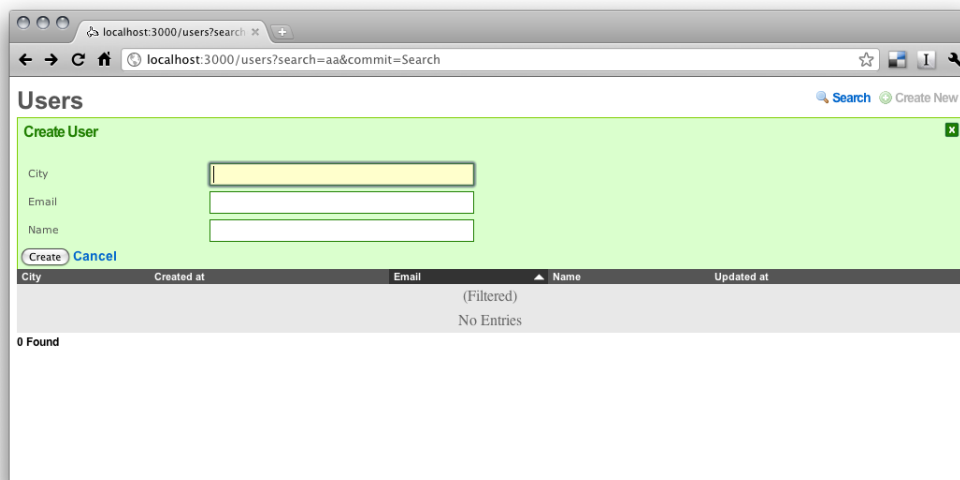 localhost:3000/users?search
localhost:3000/users?search=aa&commit=Search
Users
Search
Create New
Create User
City
Email
Name
Create Cancel
City Created at Email Name Updated at
(Filtered)
No Entries
0 Found